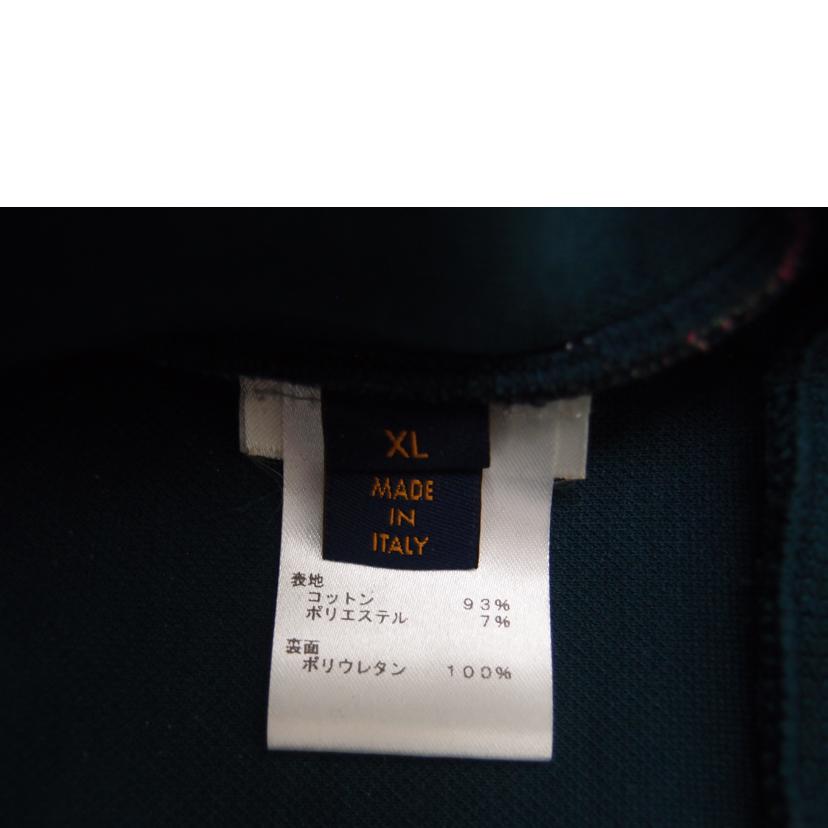 XL
MADE
IN
ITALY
表地
コットン 93%
ポリエステル 7%
裏面
ポリウレタン 100%